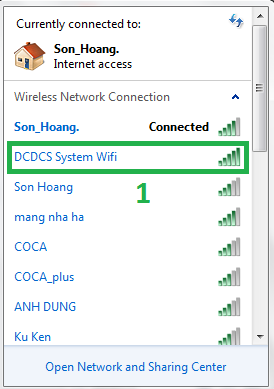 Currently connected to:
Son_Hoang.
Internet access
Wireless Network Connection
Son_Hoang. Connected
DCDCS System Wifi
Son Hoang
1
mang nha ha
COCA
COCA_plus
ANH DUNG
Ku Ken
Open Network and Sharing Center